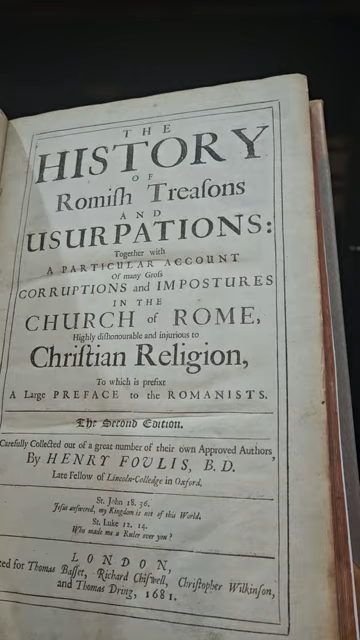 THE
HISTORY
OF
Romiſh Treaſons
AND
USURPATIONS:
Together with
A PARTICULAR ACCOUNT
Of many Groſs
CORRUPTIONS and IMPOSTURES
IN THE
CHURCH of ROME,
Highly diſhonourable and injurious to
Chriſtian Religion,
To which is prefixt
A Large PREFACE to the ROMANISTS.
The Second Edition.
Carefully Collected out of a great number of their own Approved Authors,
By HENRY FOULIS, B. D.
Late Fellow of Lincoln-Colledge in Oxford.
St. John 18. 36.
Jeſus anſwered, my Kingdom is not of this World.
St. Luke 12. 14.
Who made me a Ruler over you?
LONDON,
ted for Thomas Baſſet, Richard Chiſwell, Christopher Wilkinson,
and Thomas Dring, 1681.